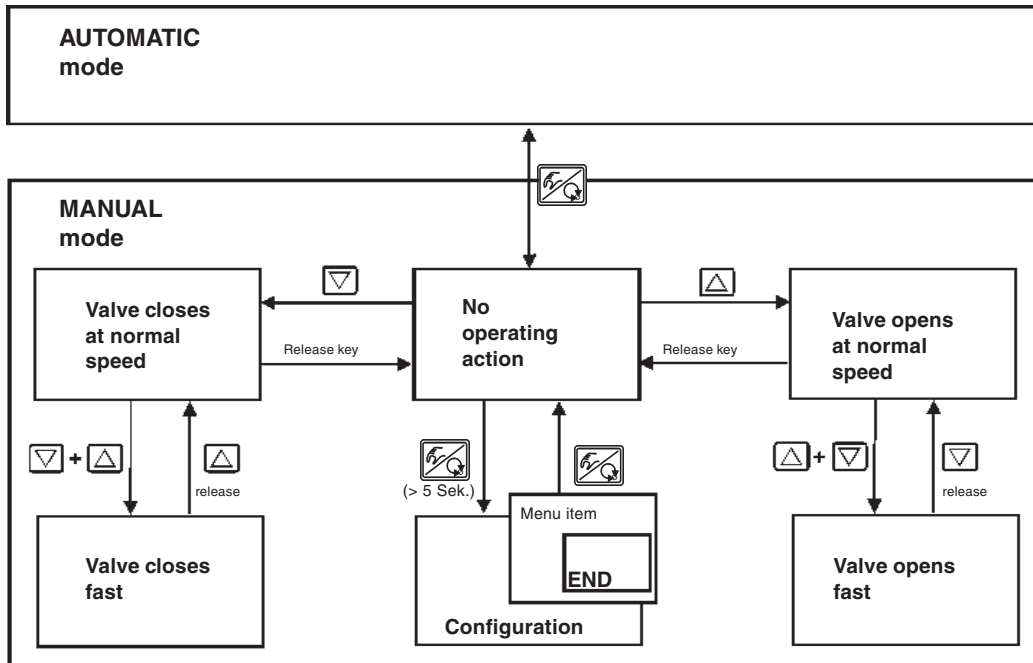 AUTOMATIC
mode
MANUAL
mode
Valve closes
at normal
speed
Release key
No
operating
action
Release key
Valve opens
at normal
speed
+
release
(> 5 Sek.)
+
release
Valve closes
fast
Menu item
END
Configuration
Valve opens
fast